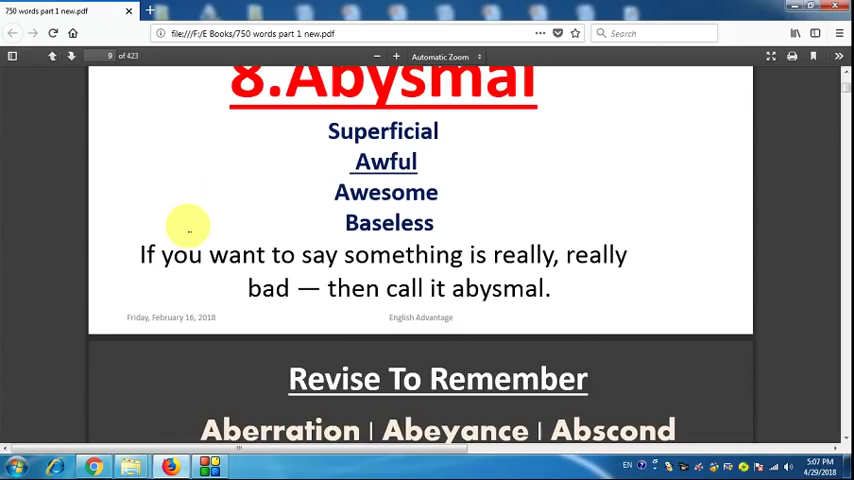 750 words part 1 new.pdf
file:///F:/E Books/750 words part 1 new.pdf
Search
9 of 423
Automatic Zoom
8.Abysmal
Superficial
Awful
Awesome
Baseless
If you want to say something is really, really
bad — then call it abysmal.
Friday, February 16, 2018 English Advantage
Revise To Remember
Aberration | Abeyance | Abscond
EN
5:07 PM
4/29/2018